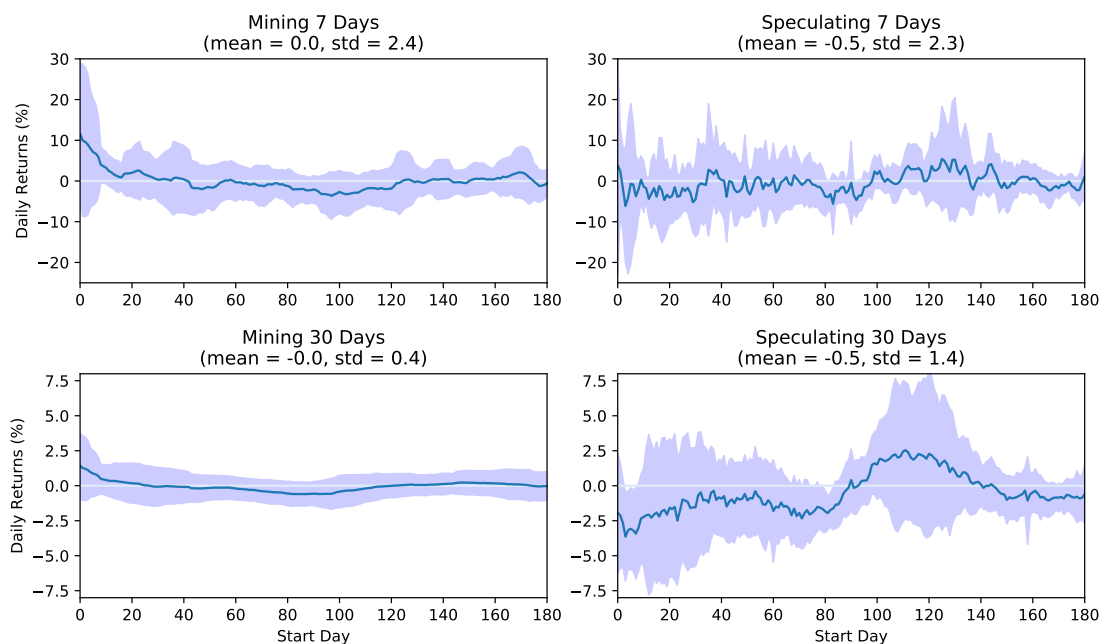 Mining 7 Days
(mean = 0.0, std = 2.4)
Speculating 7 Days
(mean = -0.5, std = 2.3)
Daily Returns (%)
30
20
10
0
−10
−20
0 20 40 60 80 100 120 140 160 180
30
20
10
0
−10
−20
0 20 40 60 80 100 120 140 160 180
Mining 30 Days
(mean = -0.0, std = 0.4)
Speculating 30 Days
(mean = -0.5, std = 1.4)
Daily Returns (%)
7.5
5.0
2.5
0.0
−2.5
−5.0
−7.5
0 20 40 60 80 100 120 140 160 180
Start Day
7.5
5.0
2.5
0.0
−2.5
−5.0
−7.5
0 20 40 60 80 100 120 140 160 180
Start Day